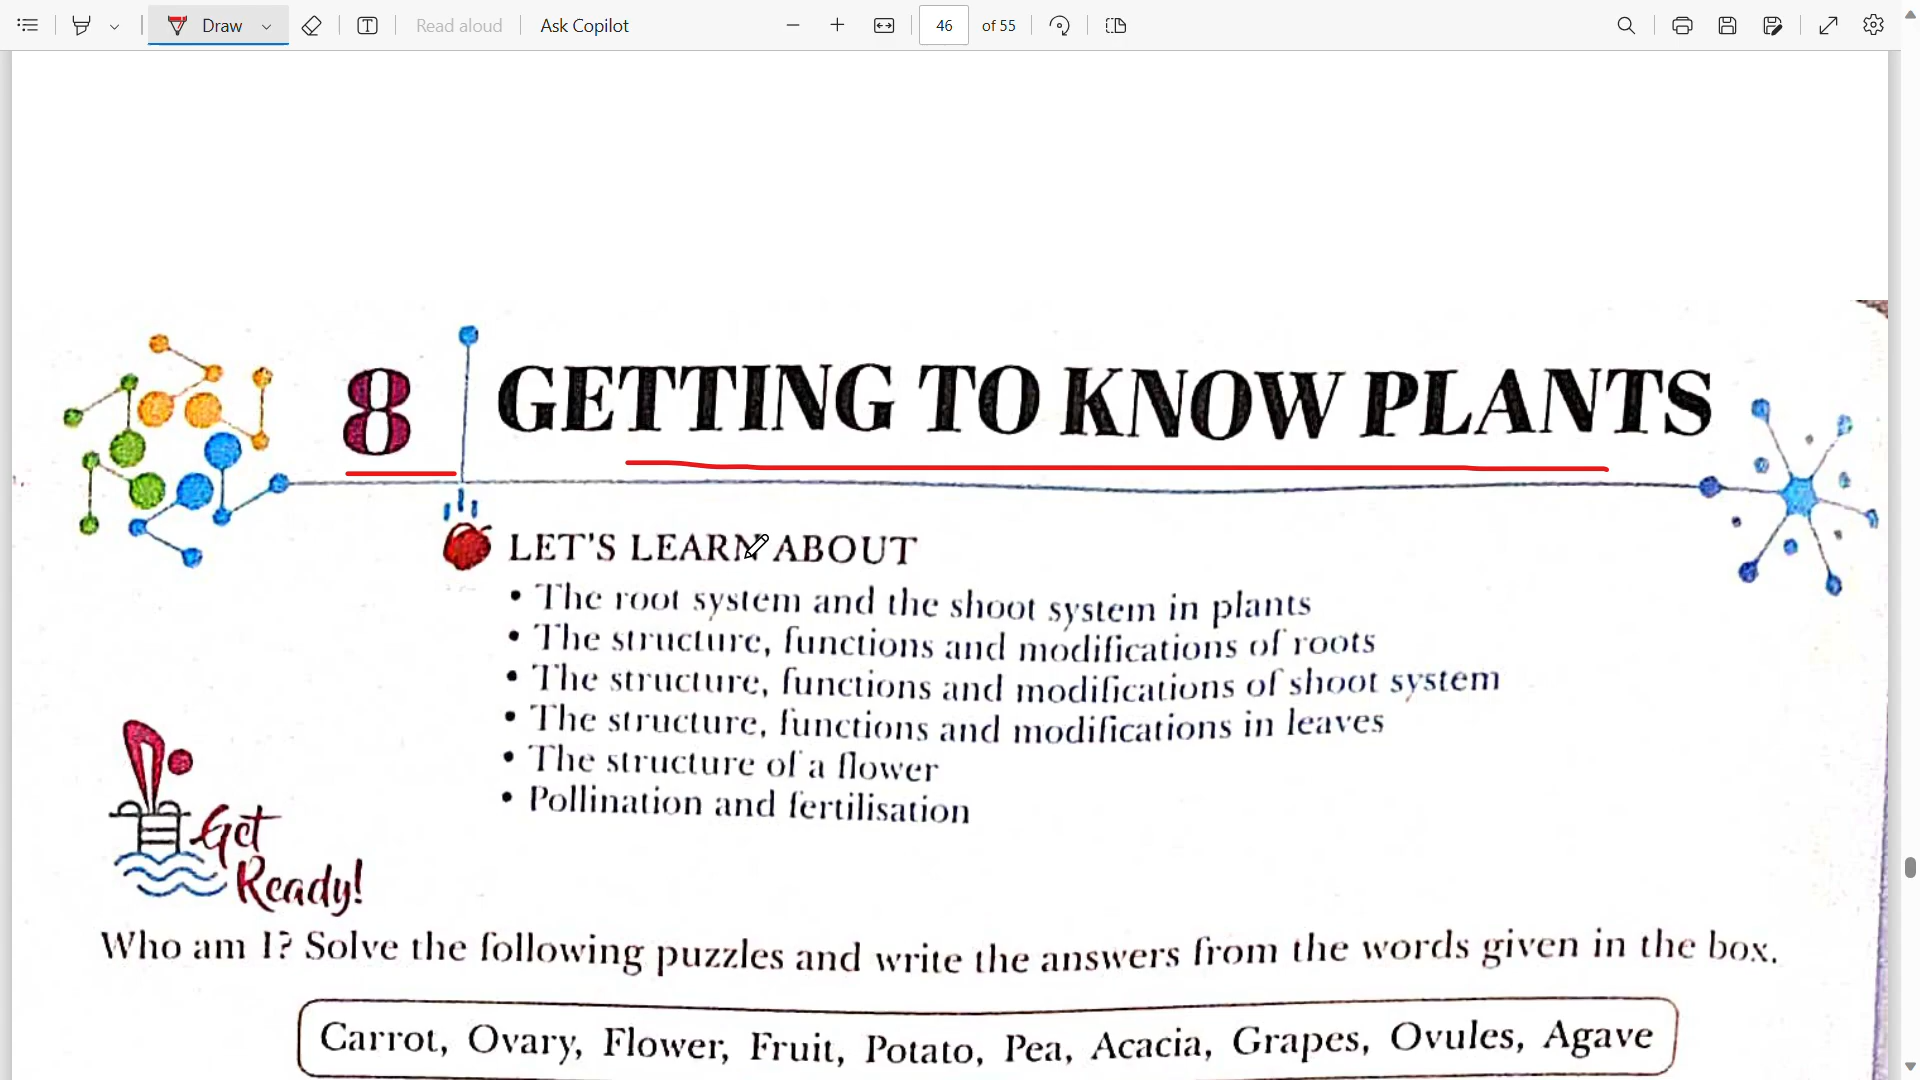 Draw
Read aloud
Ask Copilot
46
of 55
8
GETTING TO KNOW PLANTS
LET'S LEARN ABOUT
• The root system and the shoot system in plants
• The structure, functions and modifications of roots
• The structure, functions and modifications of shoot system
• The structure, functions and modifications in leaves
• The structure of a flower
• Pollination and fertilisation
Get
Ready!
Who am I? Solve the following puzzles and write the answers from the words given in the box.
Carrot, Ovary, Flower, Fruit, Potato, Pea, Acacia, Grapes, Ovules, Agave